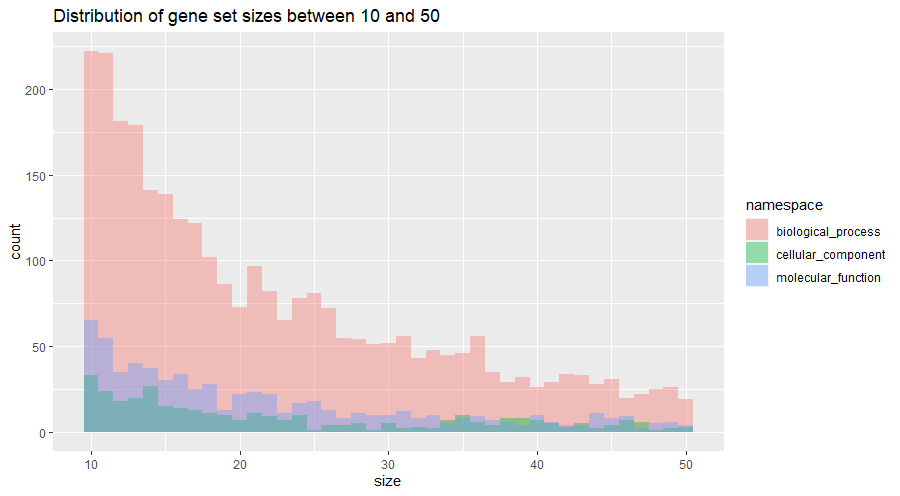 Distribution of gene set sizes between 10 and 50
200
150
100
50
0
count
10 20 30 40 50
size
namespace
biological_process
cellular_component
molecular_function